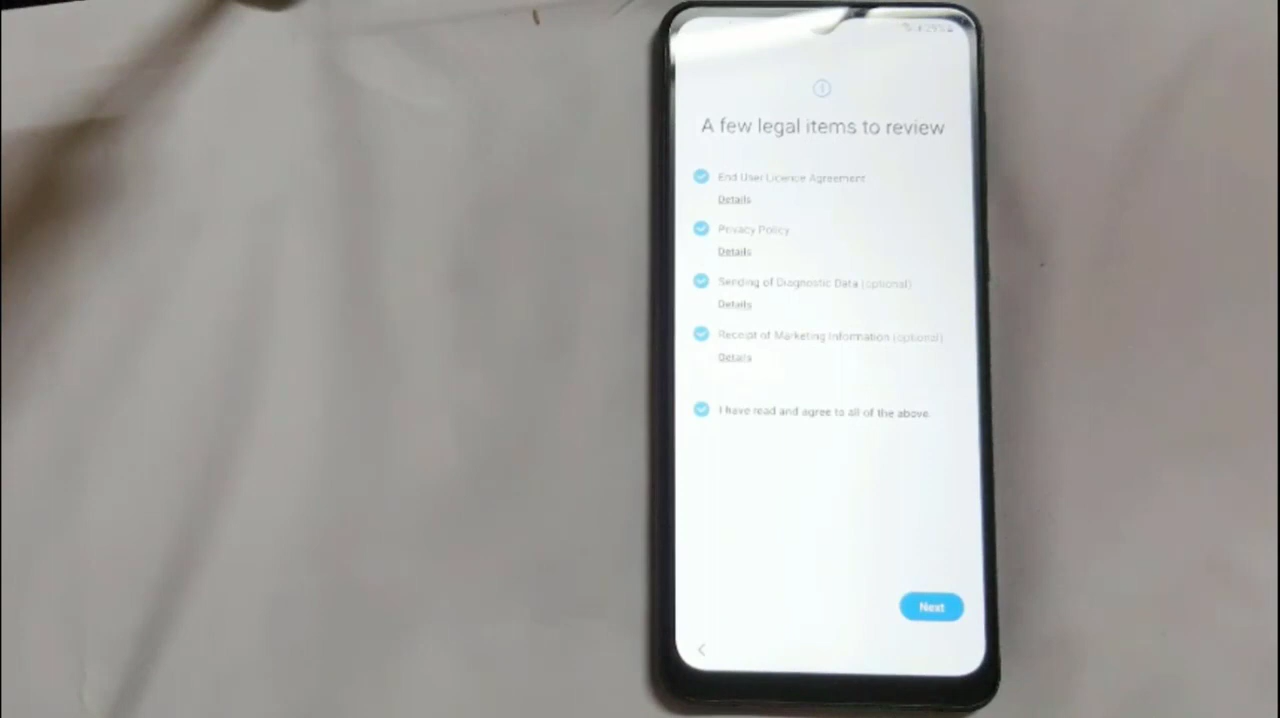 A few legal items to review
End User Licence Agreement
Details
Privacy Policy
Details
Sending of Diagnostic Data (optional)
Details
Receipt of Marketing Information (optional)
Details
I have read and agree to all of the above.
Next